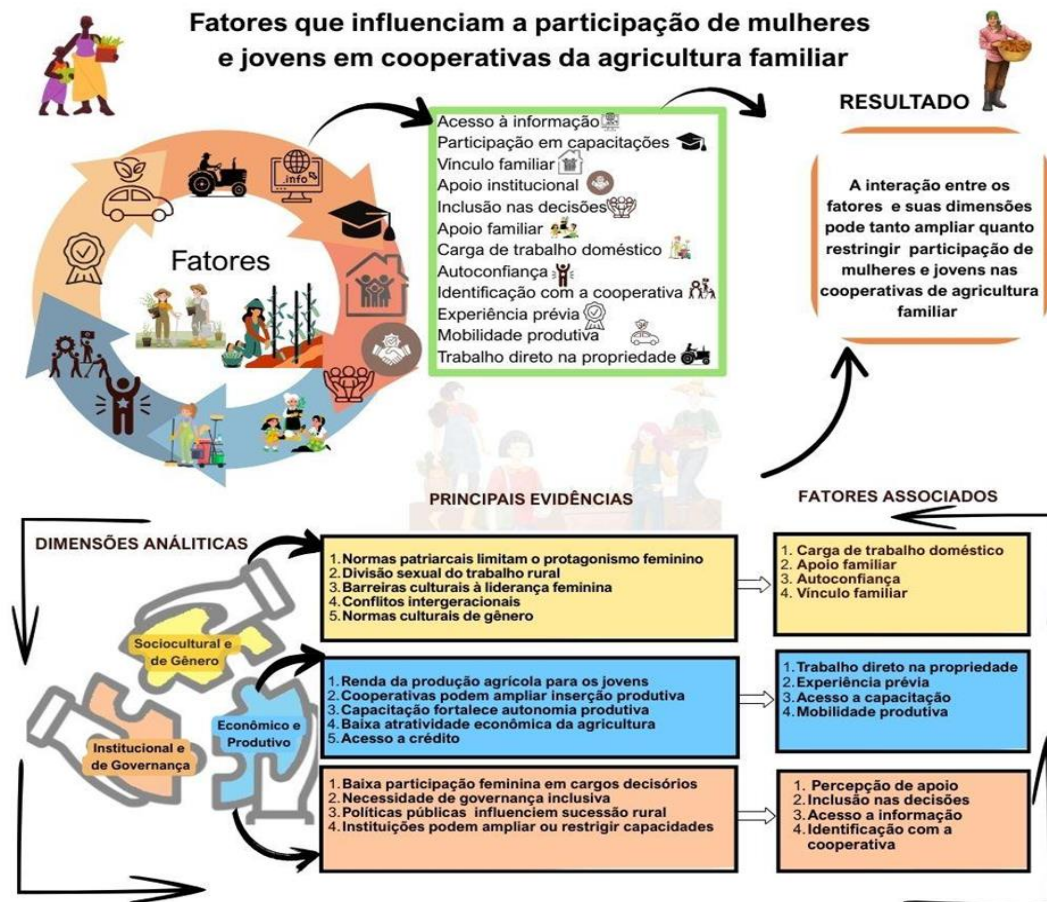 Fatores que influenciam a participação de mulheres
e jovens em cooperativas da agricultura familiar
.info
Fatores
Acesso à informação
Participação em capacitações
Vínculo familiar
Apoio institucional
Inclusão nas decisões
Apoio familiar
Carga de trabalho doméstico
Autoconfiança
Identificação com a cooperativa
Experiência prévia
Mobilidade produtiva
Trabalho direto na propriedade
RESULTADO
A interação entre os
fatores e suas dimensões
pode tanto ampliar quanto
restringir participação de
mulheres e jovens nas
cooperativas de agricultura
familiar
DIMENSÕES ANÁLITICAS
Sociocultural e
de Gênero
Econômico e
Produtivo
Institucional e
de Governança
PRINCIPAIS EVIDÊNCIAS
1. Normas patriarcais limitam o protagonismo feminino
2. Divisão sexual do trabalho rural
3. Barreiras culturais à liderança feminina
4. Conflitos intergeracionais
5. Normas culturais de gênero
1. Renda da produção agrícola para os jovens
2. Cooperativas podem ampliar inserção produtiva
3. Capacitação fortalece autonomia produtiva
4. Baixa atratividade econômica da agricultura
5. Acesso a crédito
1. Baixa participação feminina em cargos decisórios
2. Necessidade de governança inclusiva
3. Políticas públicas influenciem sucessão rural
4. Instituições podem ampliar ou restrigir capacidades
FATORES ASSOCIADOS
1. Carga de trabalho doméstico
2. Apoio familiar
3. Autoconfiança
4. Vínculo familiar
1. Trabalho direto na propriedade
2. Experiência prévia
3. Acesso a capacitação
4. Mobilidade produtiva
1. Percepção de apoio
2. Inclusão nas decisões
3. Acesso a informação
4. Identificação com a
cooperativa